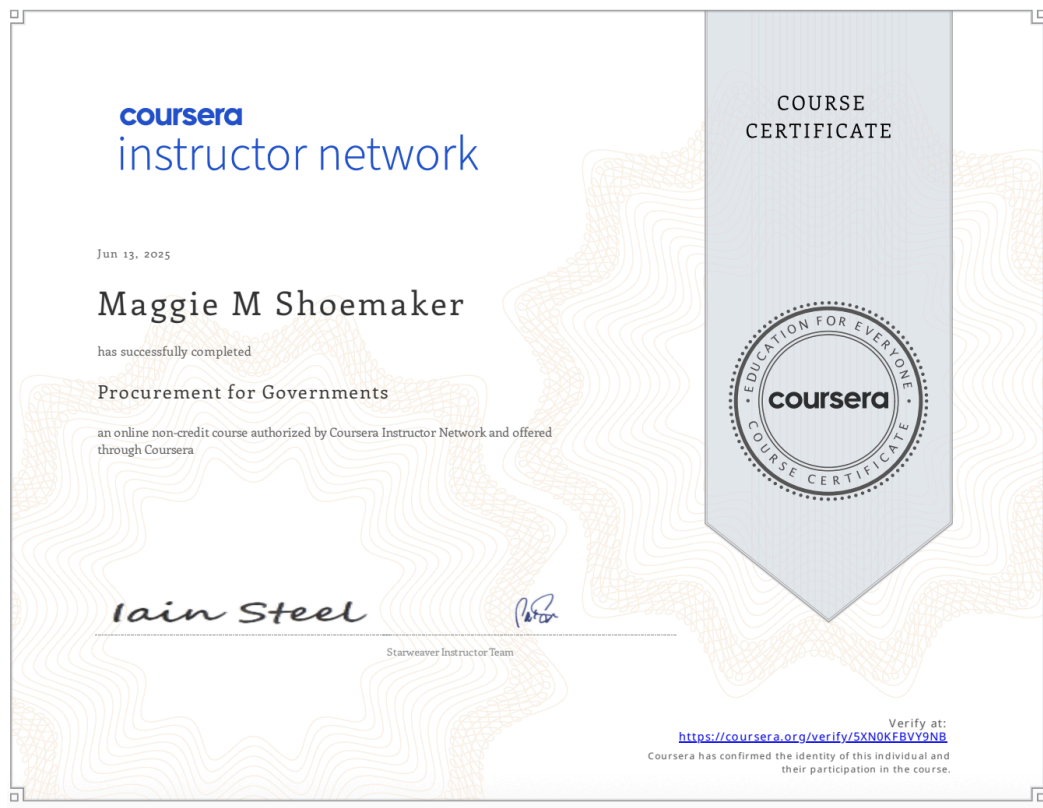 coursera
instructor network
COURSE
CERTIFICATE
Jun 13, 2025
Maggie M Shoemaker
has successfully completed
Procurement for Governments
an online non-credit course authorized by Coursera Instructor Network and offered
through Coursera
EDUCATION FOR EVERYONE
coursera
COURSE CERTIFICATE
Iain Steel
Starweaver Instructor Team
Verify at:
https://coursera.org/verify/5XN0KFBVY9NB
Coursera has confirmed the identity of this individual and
their participation in the course.